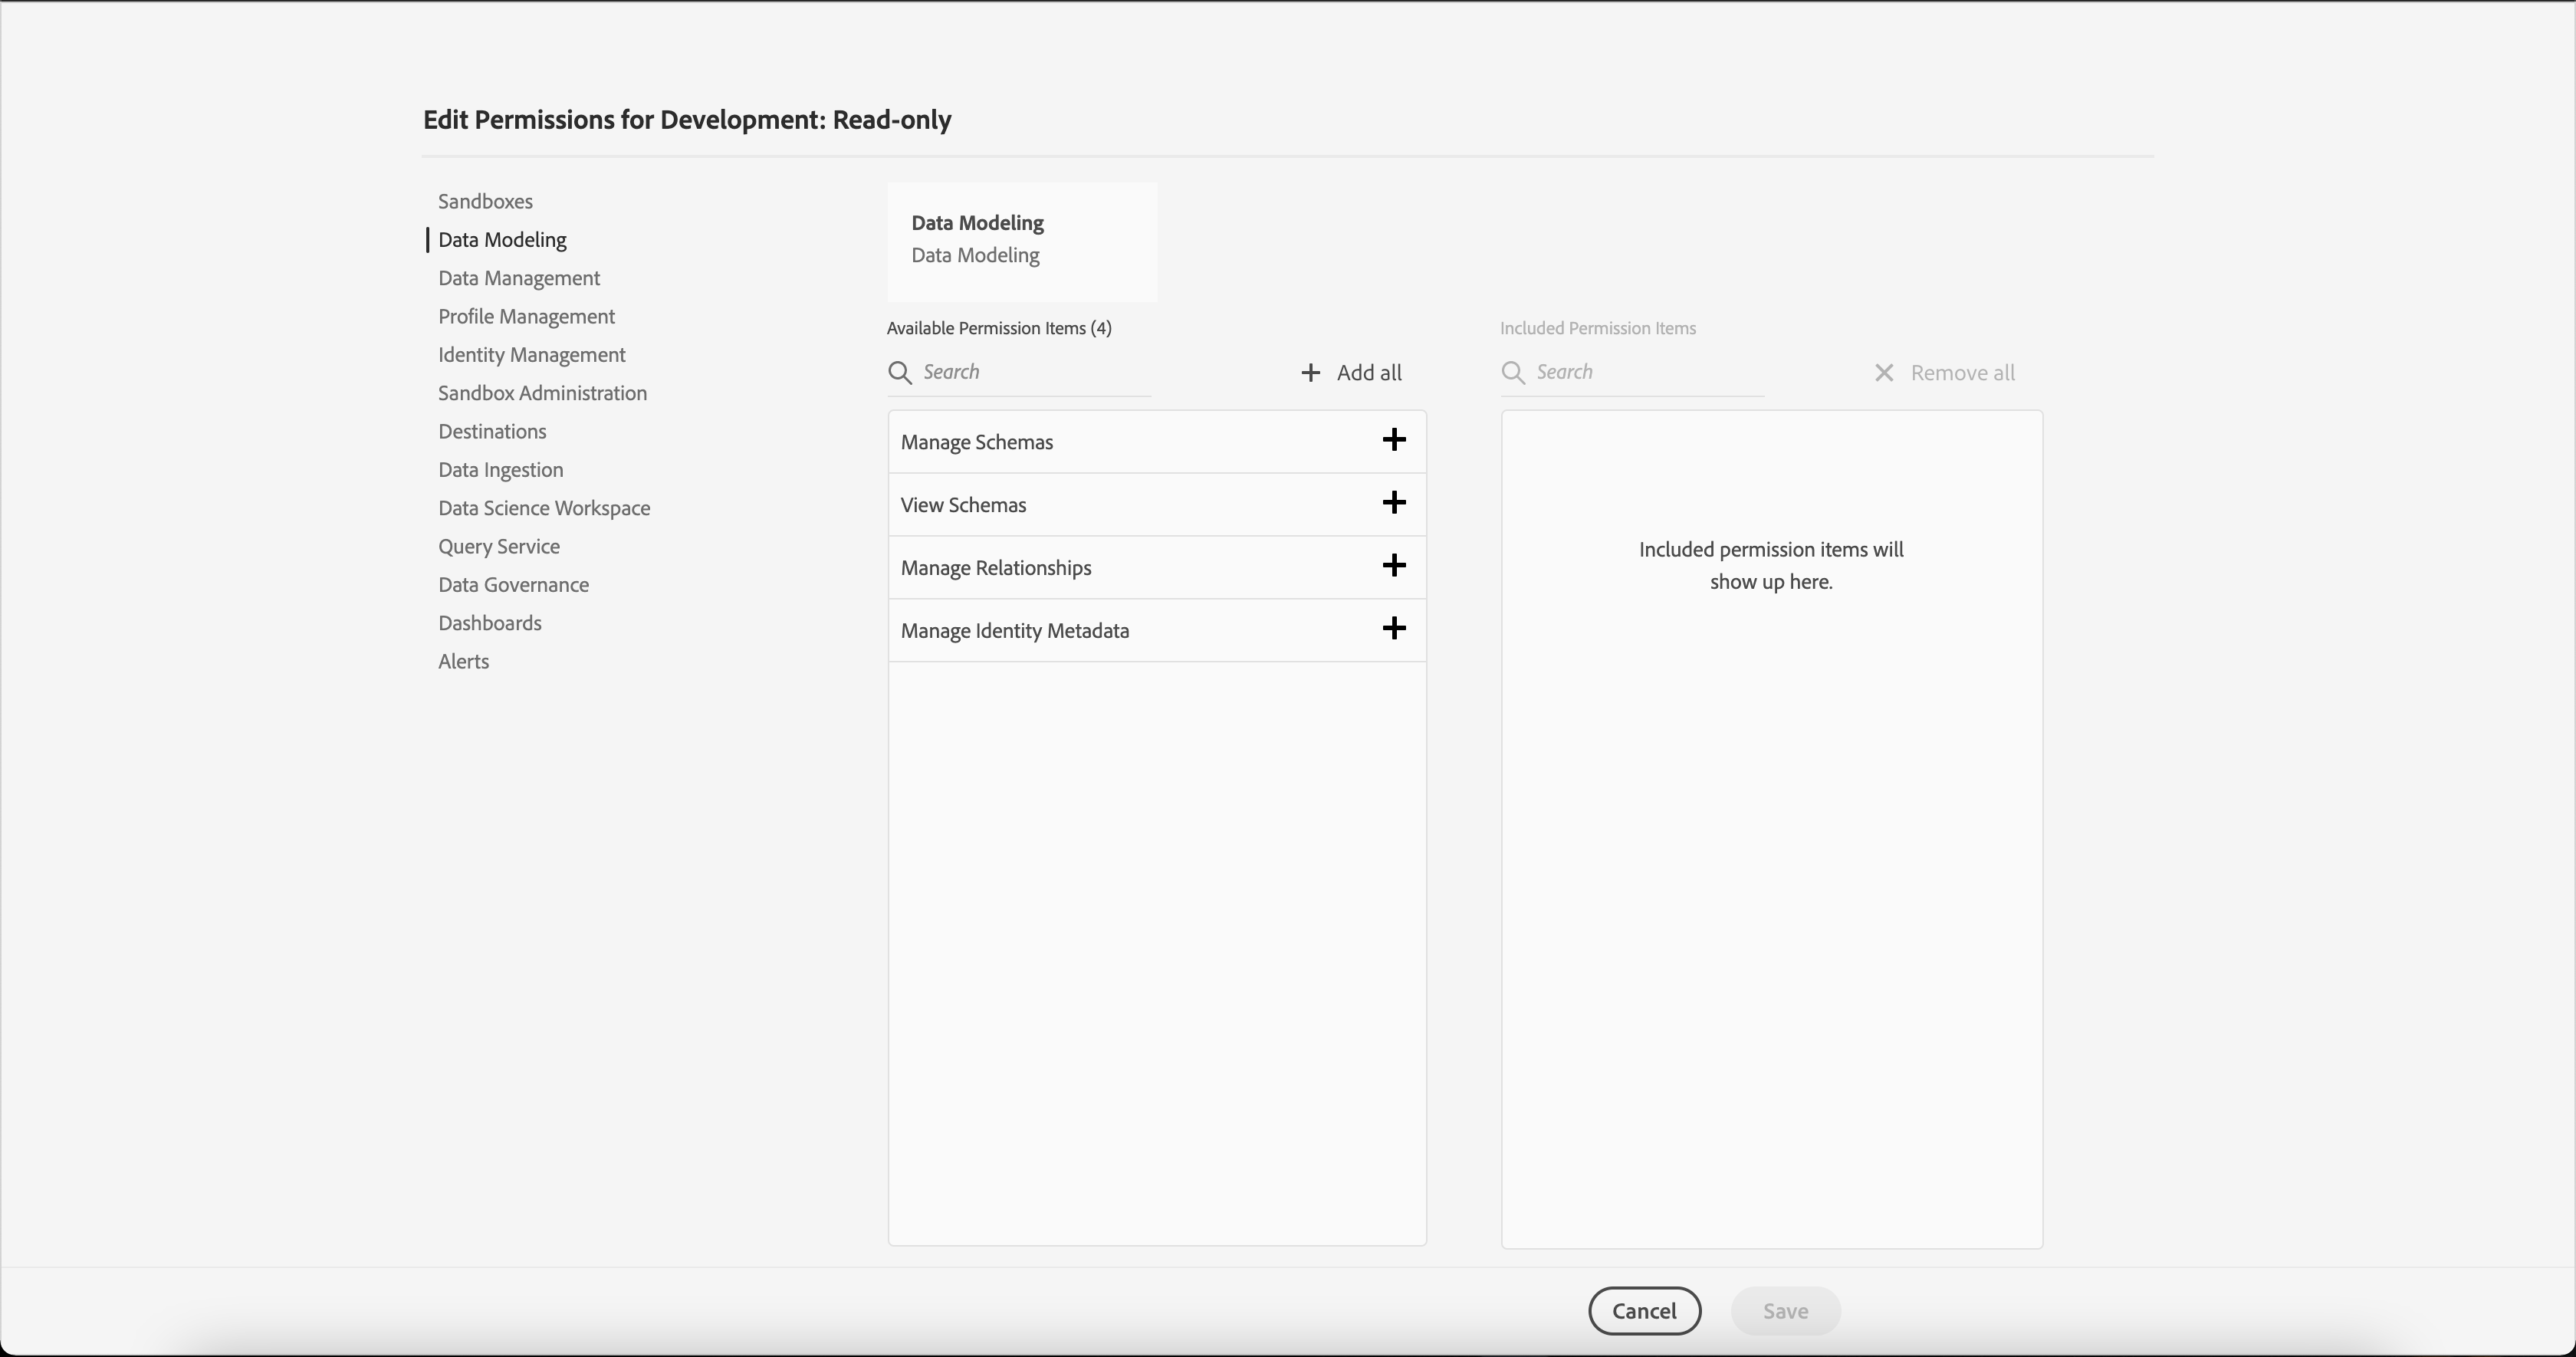 Edit Permissions for Development: Read-only
Sandboxes
Data Modeling
Data Management
Profile Management
Identity Management
Sandbox Administration
Destinations
Data Ingestion
Data Science Workspace
Query Service
Data Governance
Dashboards
Alerts
Data Modeling
Data Modeling
Available Permission Items (4)
Search
Add all
Manage Schemas
View Schemas
Manage Relationships
Manage Identity Metadata
Included Permission Items
Search
Remove all
Included permission items will
show up here.
Cancel
Save